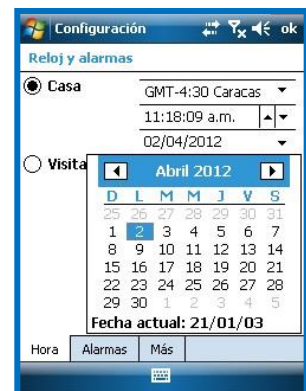 Configuración ok
Reloj y alarmas
Casa
GMT-4:30 Caracas
11:18:09 a.m.
02/04/2012
Visita
Abril 2012
D L M M J V S
25 26 27 28 29 30 31
1 2 3 4 5 6 7
8 9 10 11 12 13 14
15 16 17 18 19 20 21
22 23 24 25 26 27 28
29 30 1 2 3 4 5
Fecha actual: 21/01/03
Hora Alarmas Más